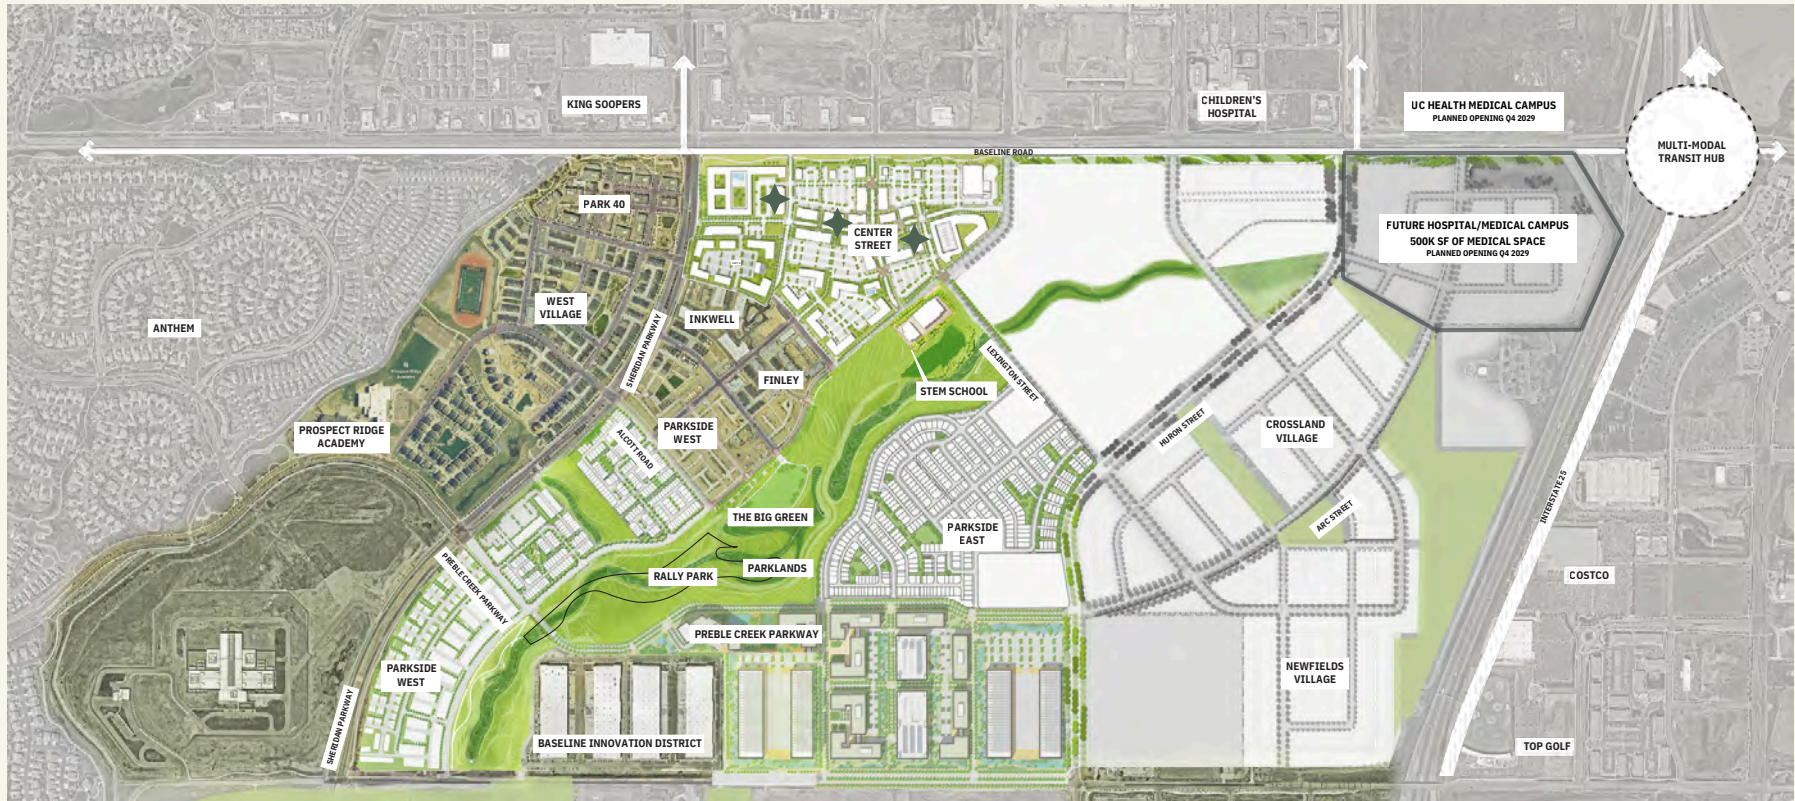 KING SOOPERS
CHILDREN'S
HOSPITAL
UC HEALTH MEDICAL CAMPUS
PLANNED OPENING Q4 2029
MULTI-MODAL
TRANSIT HUB
BASELINE ROAD
PARK 40
CENTER
STREET
FUTURE HOSPITAL/MEDICAL CAMPUS
500K SF OF MEDICAL SPACE
PLANNED OPENING Q4 2029
WEST
VILLAGE
INKWELL
ANTHEM
SHERIDAN PARKWAY
LEXINGTON STREET
FINLEY
STEM SCHOOL
PROSPECT RIDGE
ACADEMY
PARKSIDE
WEST
ALCOTT ROAD
HURON STREET
CROSSLAND
VILLAGE
INTERSTATE 25
THE BIG GREEN
ARC STREET
PARKSIDE
EAST
PREBLE CREEK PARKWAY
RALLY PARK
PARKLANDS
COSTCO
PREBLE CREEK PARKWAY
PARKSIDE
WEST
NEWFIELDS
VILLAGE
SHERIDAN PARKWAY
BASELINE INNOVATION DISTRICT
TOP GOLF